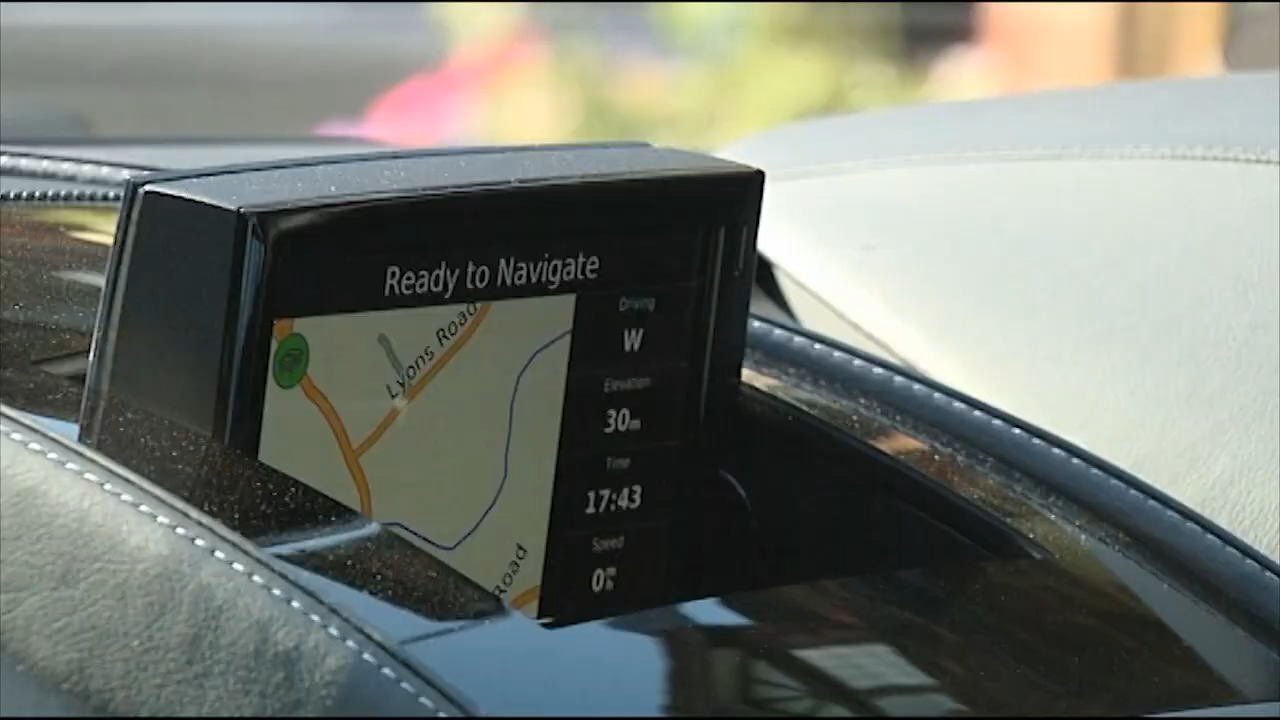 Ready to Navigate
Lyons Road
Road
Driving
W
Elevation
30m
Time
17:43
Speed
0